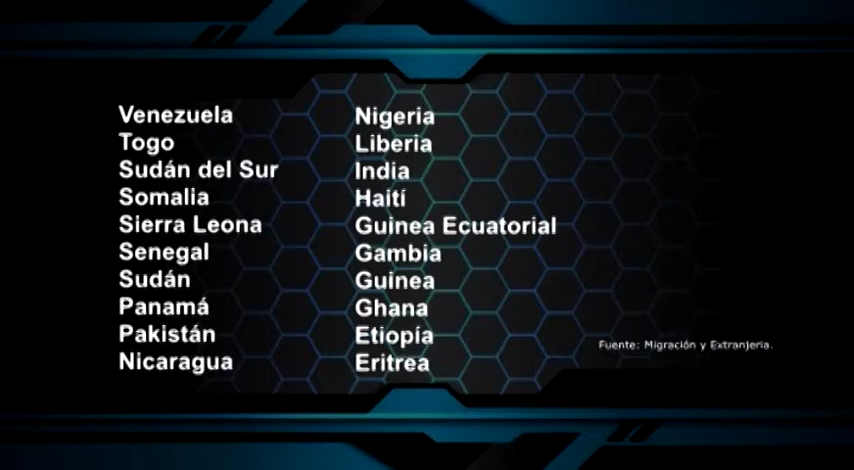 Venezuela
Togo
Sudán del Sur
Somalia
Sierra Leona
Senegal
Sudán
Panamá
Pakistán
Nicaragua
Nigeria
Liberia
India
Haití
Guinea Ecuatorial
Gambia
Guinea
Ghana
Etiopía
Eritrea
Fuente: Migración y Extranjeria.